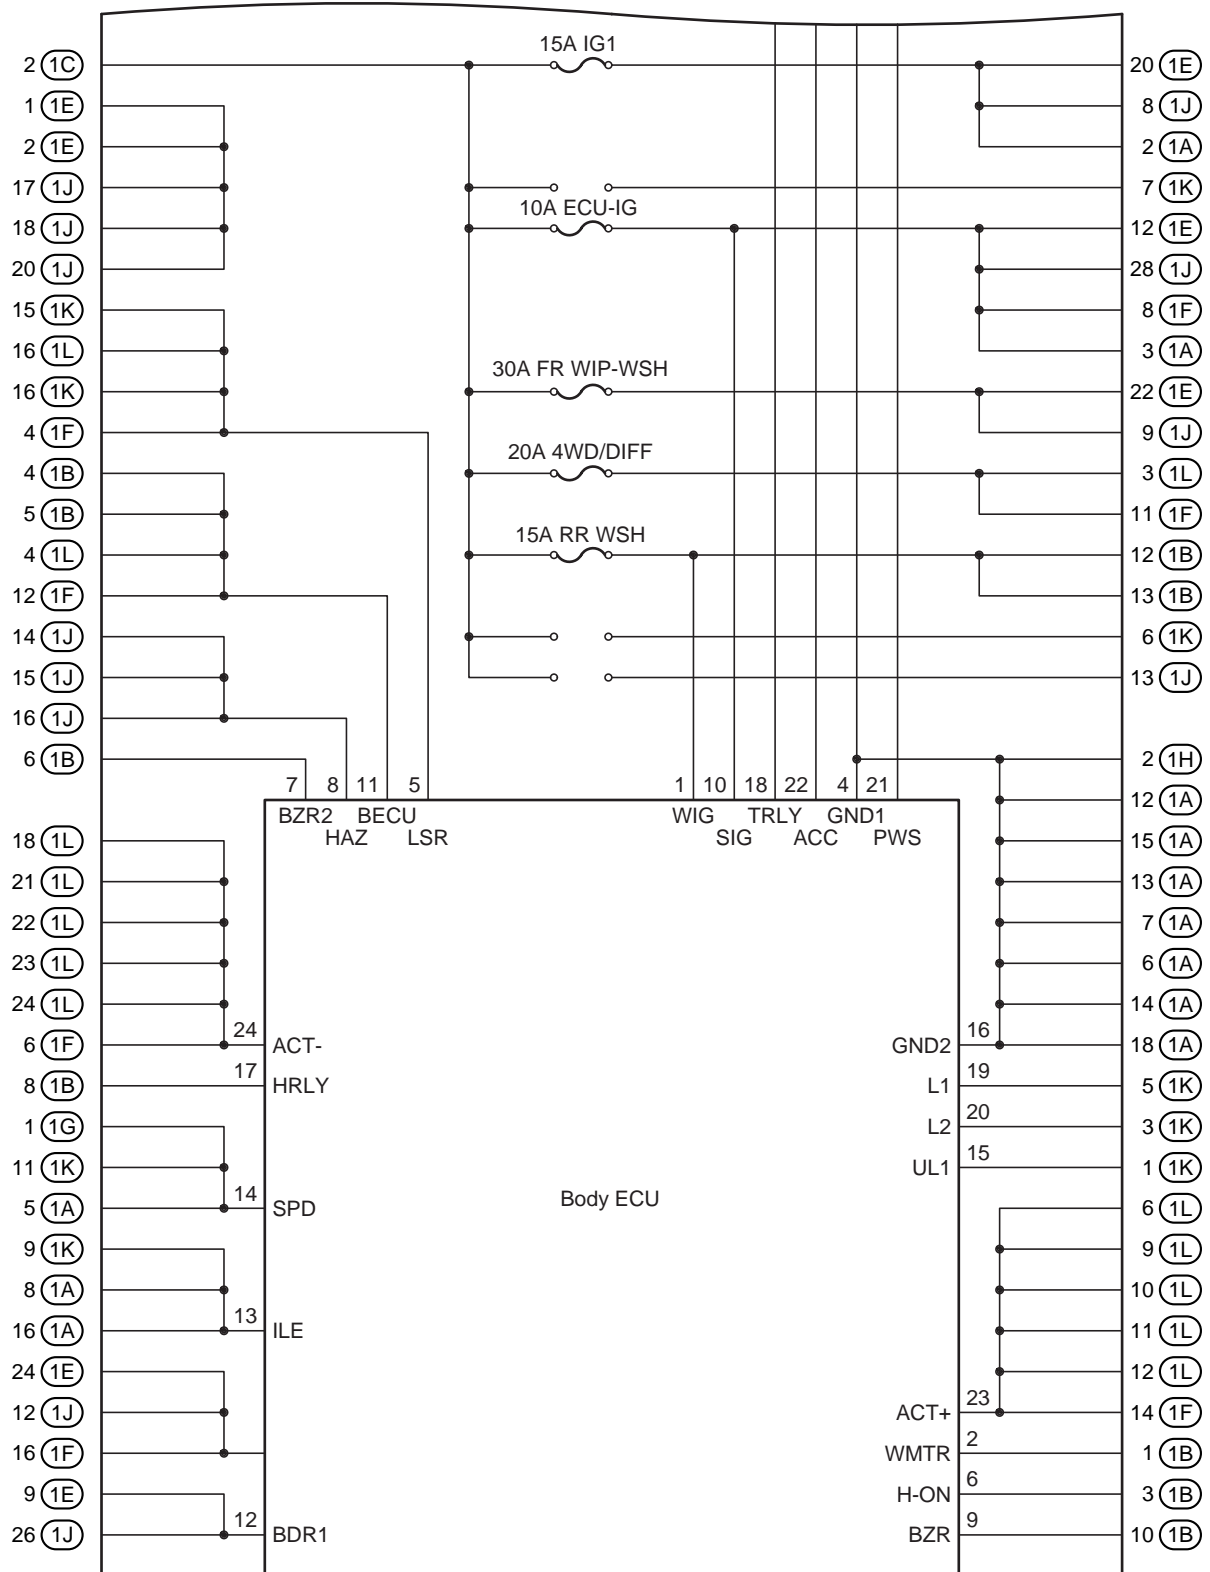 15A IG1
2 1C
20 1E
1 1E
8 1J
2 1E
2 1A
17 1J
7 1K
10A ECU-IG
18 1J
12 1E
20 1J
28 1J
15 1K
8 1F
16 1L
3 1A
30A FR WIP-WSH
16 1K
22 1E
4 1F
9 1J
20A 4WD/DIFF
4 1B
3 1L
5 1B
11 1F
15A RR WSH
4 1L
12 1B
12 1F
13 1B
14 1J
6 1K
15 1J
13 1J
16 1J
6 1B
2 1H
7 8 11 5 1 10 18 22 4 21
12 1A
BZR2 BECU WIG TRLY GND1
HAZ LSR SIG ACC PWS
18 1L
15 1A
21 1L
13 1A
22 1L
7 1A
23 1L
6 1A
24 1L
14 1A
6 1F
24 ACT-
GND2 16
18 1A
8 1B
17 HRLY
L1 19
5 1K
1 1G
L2 20
3 1K
11 1K
UL1 15
1 1K
5 1A
14 SPD
Body ECU
6 1L
9 1K
9 1L
8 1A
10 1L
16 1A
13 ILE
11 1L
24 1E
12 1L
12 1J
ACT+ 23
14 1F
16 1F
WMTR 2
1 1B
9 1E
H-ON 6
3 1B
26 1J
12 BDR1
BZR 9
10 1B